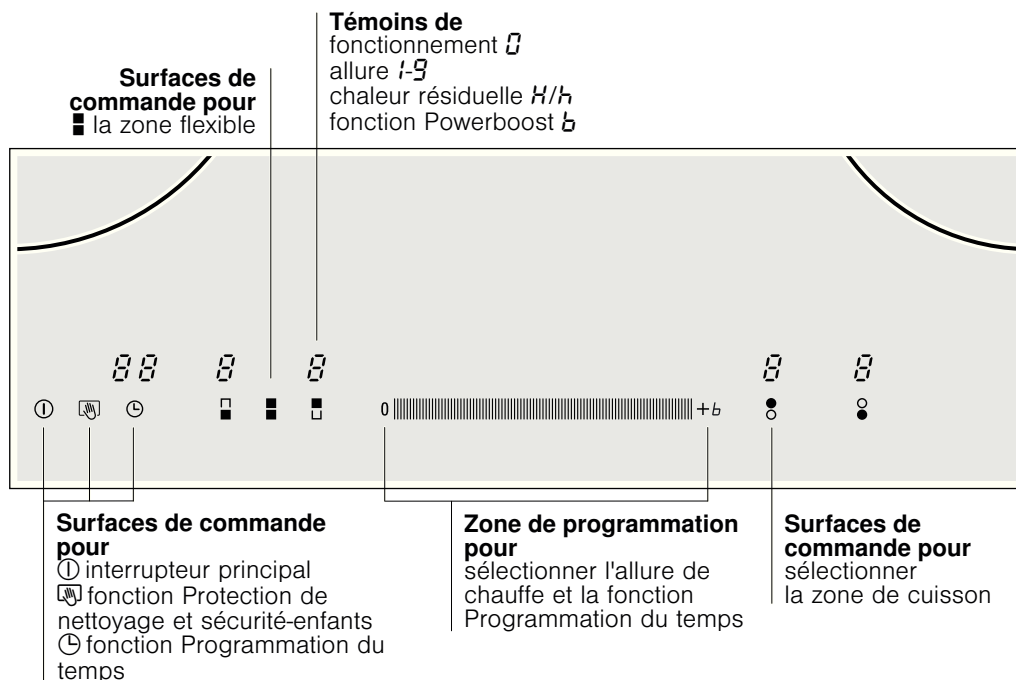 Témoins de
fonctionnement 0
allure 1-9
chaleur résiduelle H/h
fonction Powerboost b
Surfaces de
commande pour
la zone flexible
8 8 8 8 8 8
0 + b
Surfaces de commande
pour
interrupteur principal
fonction Protection de
nettoyage et sécurité-enfants
fonction Programmation du
temps
Zone de programmation
pour
sélectionner l'allure de
chauffe et la fonction
Programmation du temps
Surfaces de
commande pour
sélectionner
la zone de cuisson